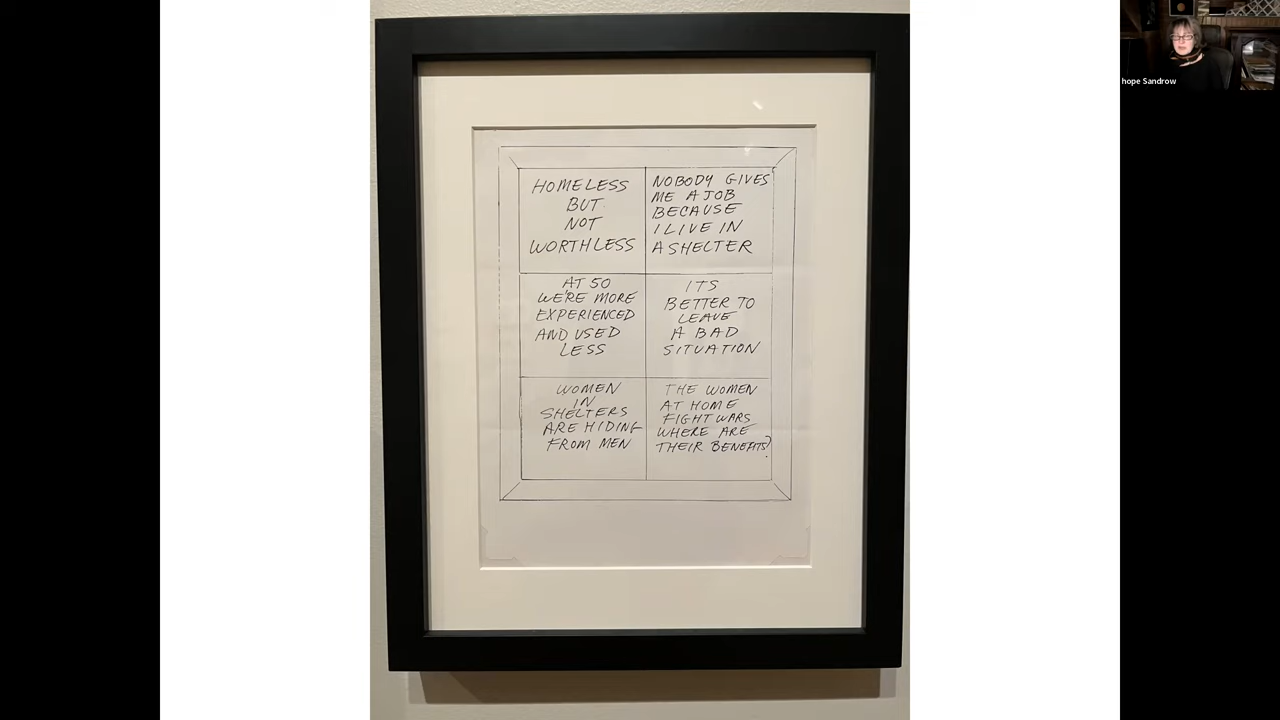 HOMELESS
BUT
NOT
WORTHLESS
NOBODY GIVES
ME A JOB
BECAUSE
I LIVE IN
A SHELTER
AT 50
WE'RE MORE
EXPERIENCED
AND USED
LESS
ITS
BETTER TO
LEAVE
A BAD
SITUATION
WOMEN
IN
SHELTERS
ARE HIDING
FROM MEN
THE WOMEN
AT HOME
FIGHT WARS
WHERE ARE
THEIR BENEFITS?
hope Sandrow